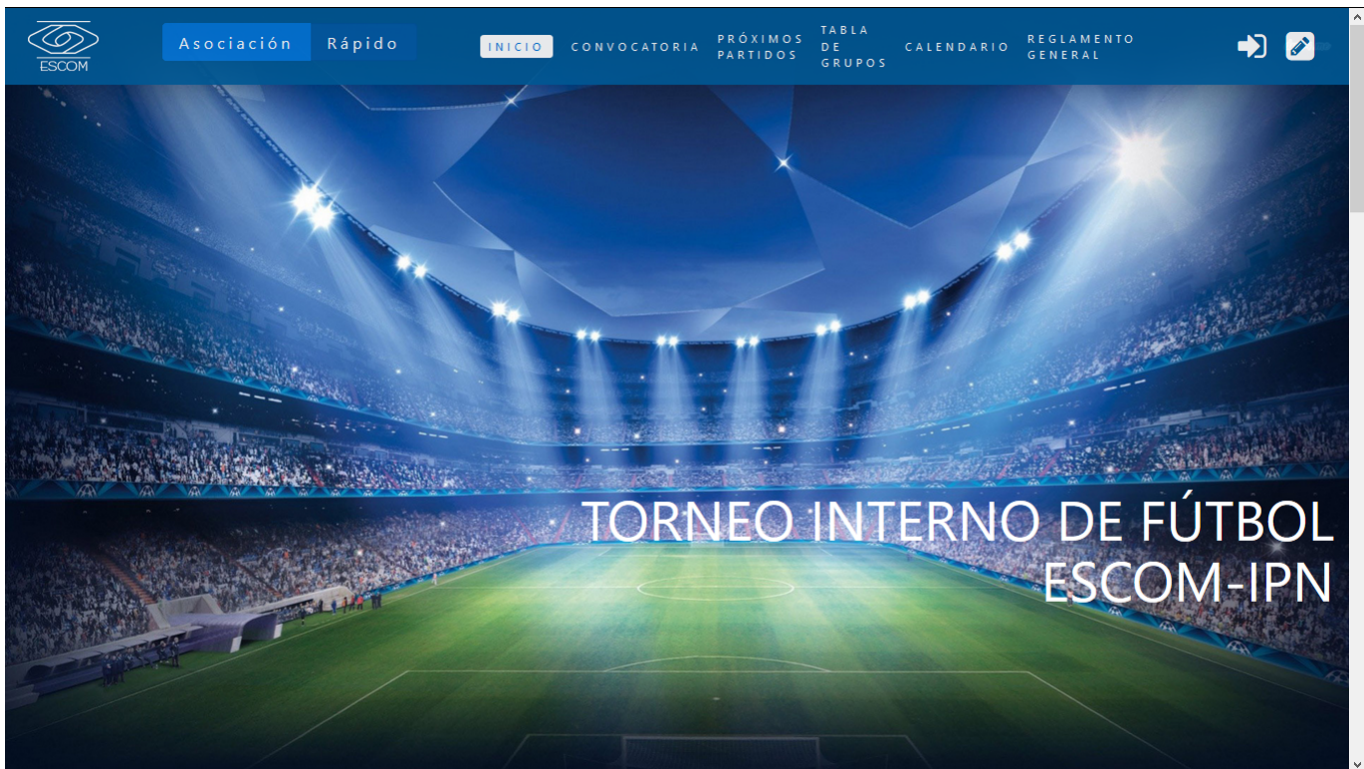 ESCOM
Asociación
Rápido
INICIO
CONVOCATORIA
PRÓXIMOS
PARTIDOS
TABLA
DE
GRUPOS
CALENDARIO
REGLAMENTO
GENERAL
TORNEO INTERNO DE FÚTBOL
ESCOM-IPN